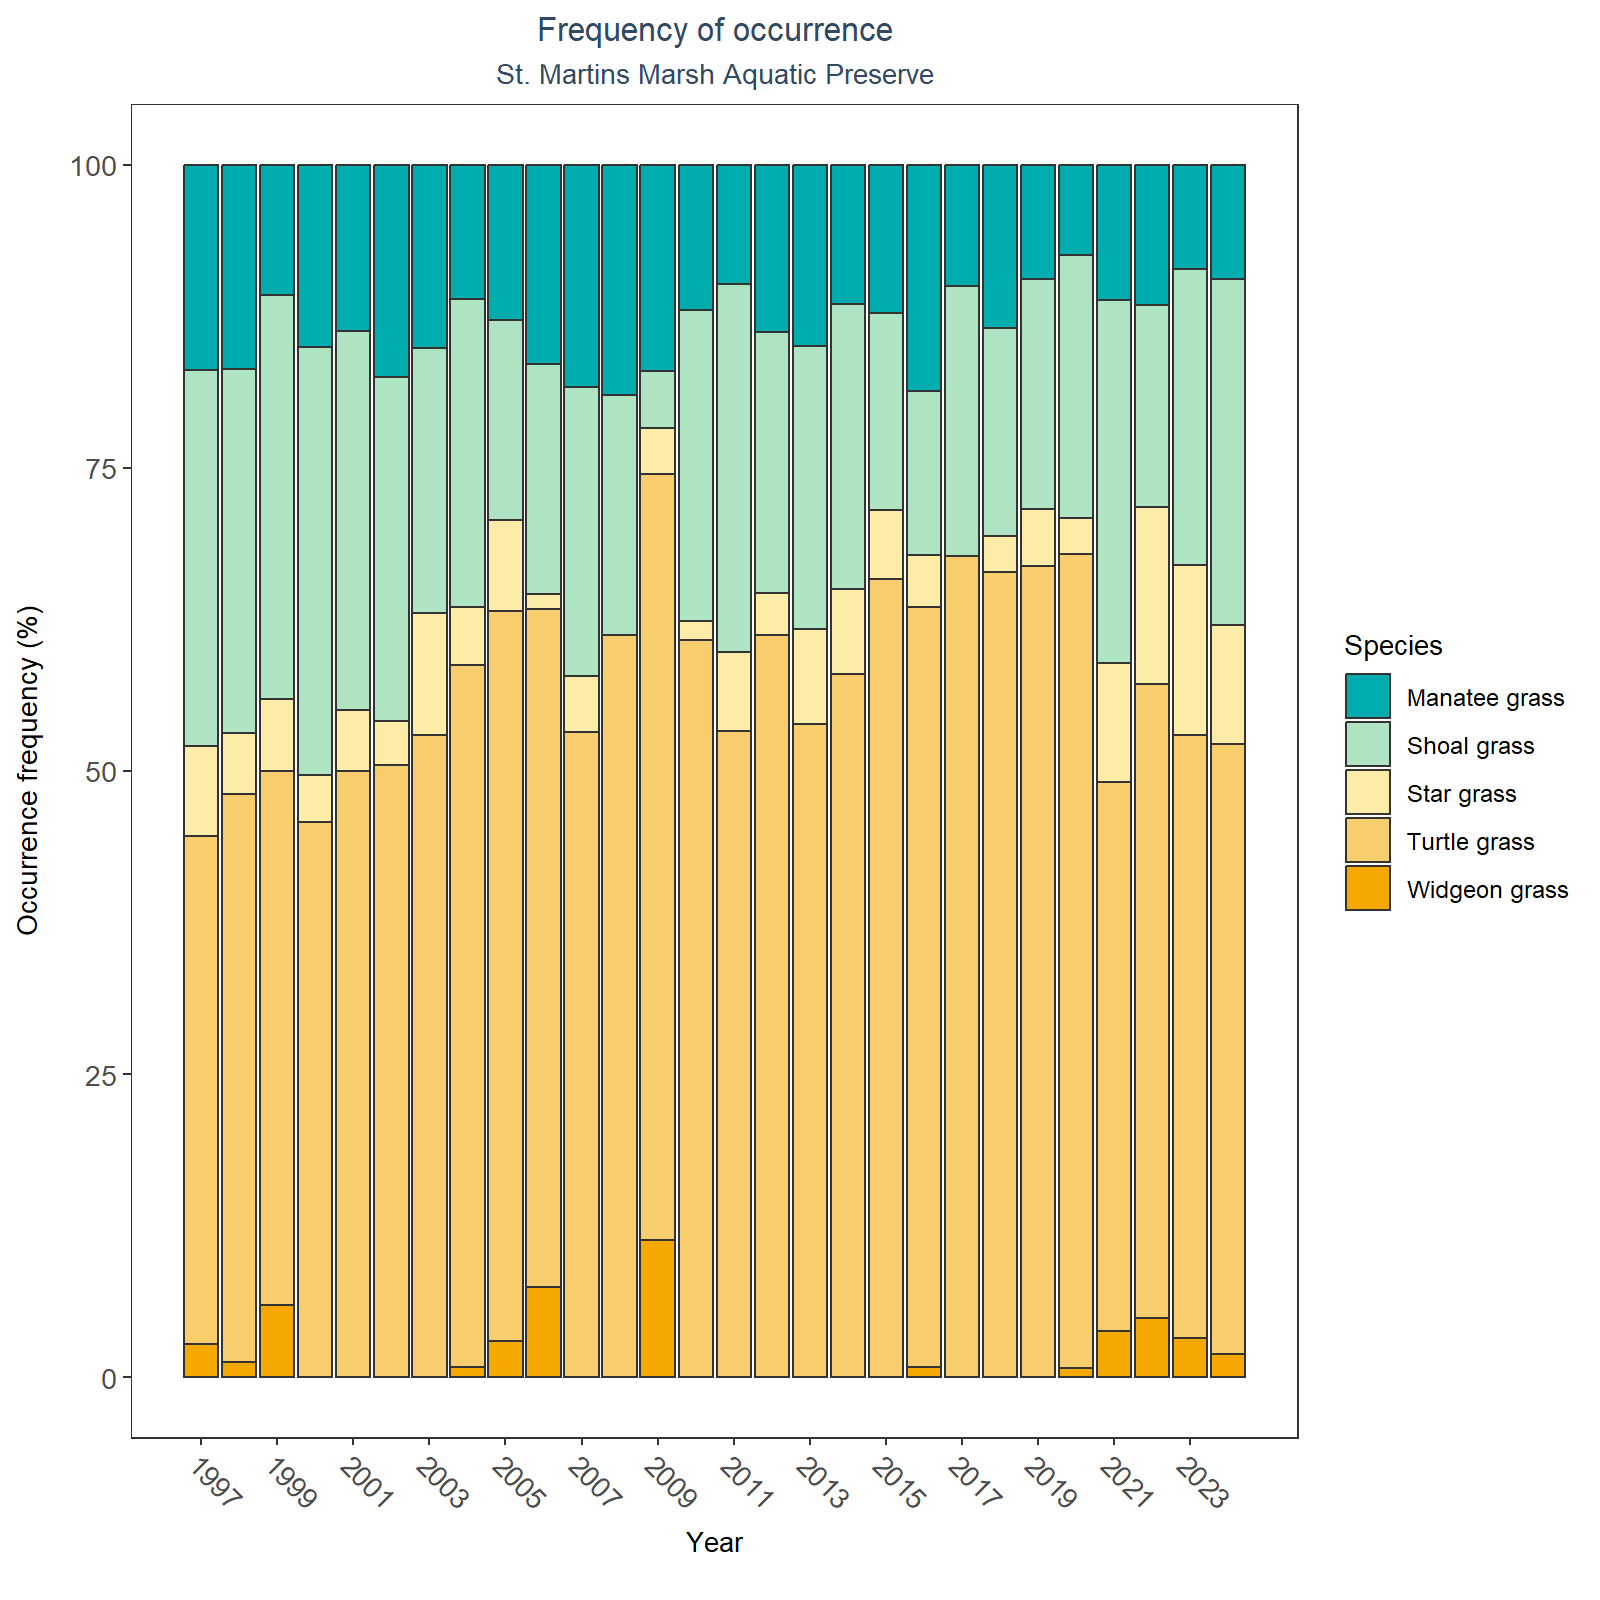 Frequency of occurrence
St. Martins Marsh Aquatic Preserve
Occurrence frequency (%)
100
75
50
25
0
1997
1999
2001
2003
2005
2007
2009
2011
2013
2015
2017
2019
2021
2023
Year
Species
Manatee grass
Shoal grass
Star grass
Turtle grass
Widgeon grass